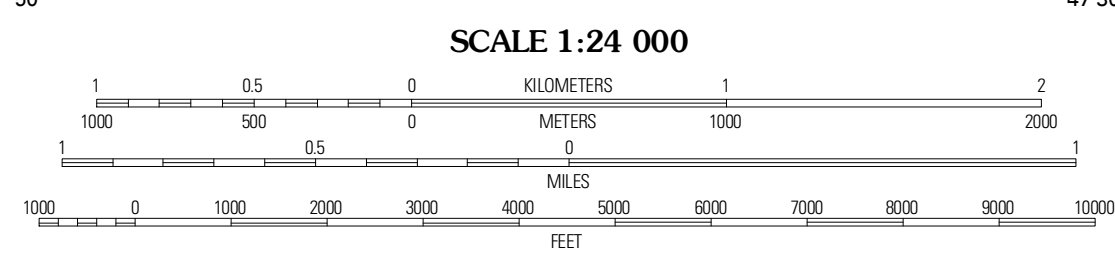 SCALE 1:24 000
1 0.5 0 KILOMETERS 1 2
1000 500 0 METERS 1000 2000
1 0.5 0 1
MILES
1000 0 1000 2000 3000 4000 5000 6000 7000 8000 9000 10000
FEET